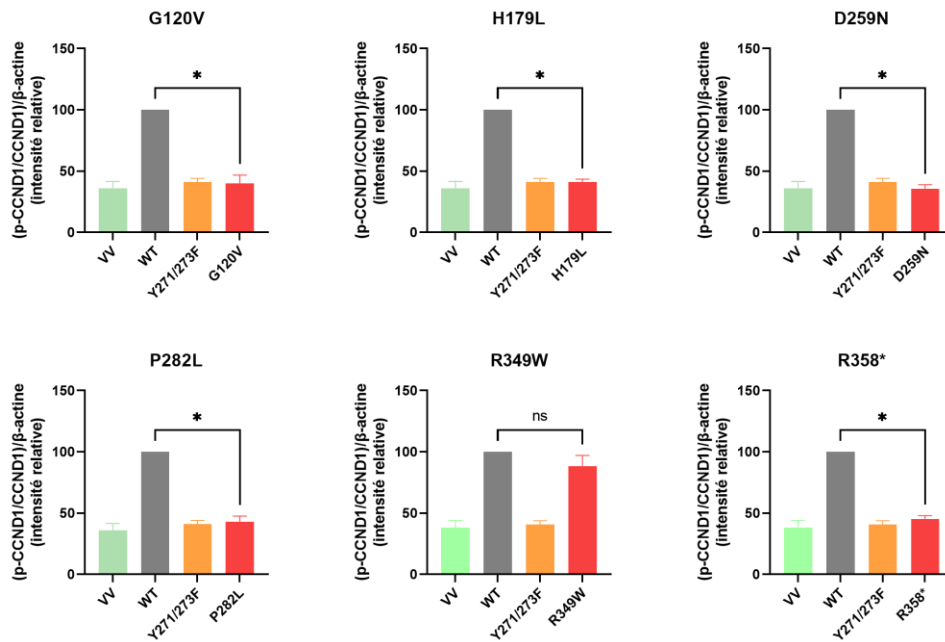 G120V
(p-CCND1/CCND1)/β-actine
(intensité relative)
150
100
50
0
*
VV
WT
Y271/273F
G120V
H179L
(p-CCND1/CCND1)/β-actine
(intensité relative)
150
100
50
0
*
VV
WT
Y271/273F
H179L
D259N
(p-CCND1/CCND1)/β-actine
(intensité relative)
150
100
50
0
*
VV
WT
Y271/273F
D259N
P282L
(p-CCND1/CCND1)/β-actine
(intensité relative)
150
100
50
0
*
VV
WT
Y271/273F
P282L
R349W
(p-CCND1/CCND1)/β-actine
(intensité relative)
150
100
50
0
ns
VV
WT
Y271/273F
R349W
R358*
(p-CCND1/CCND1)/β-actine
(intensité relative)
150
100
50
0
*
VV
WT
Y271/273F
R358*